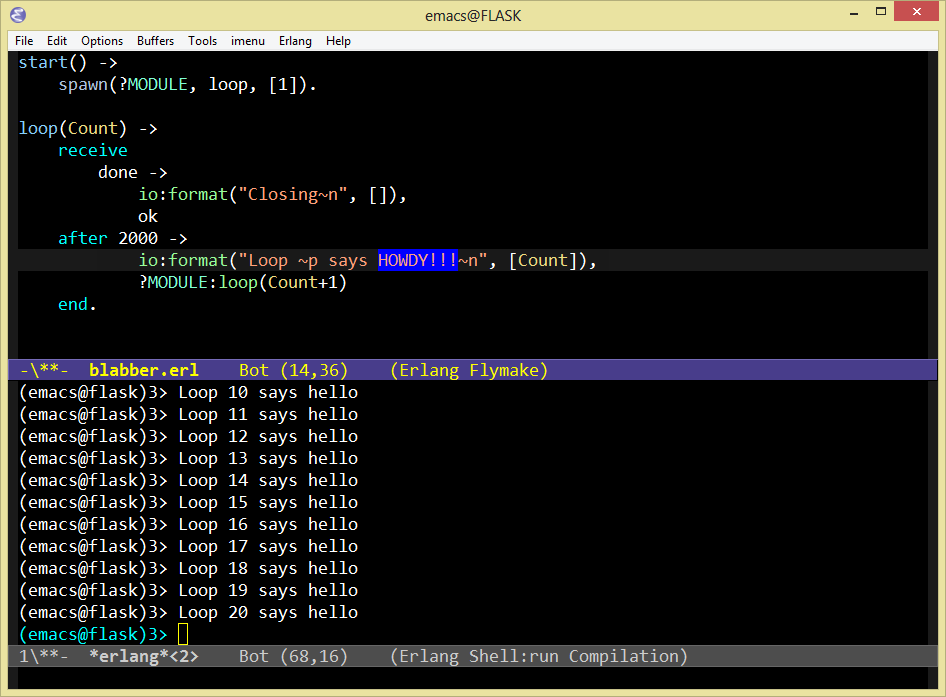 emacs@FLASK
File Edit Options Buffers Tools imenu Erlang Help
start() ->
    spawn(?MODULE, loop, [1]).

loop(Count) ->
    receive
        done ->
            io:format("Closing~n", []),
            ok
    after 2000 ->
            io:format("Loop ~p says HOWDY!!!~n", [Count]),
            ?MODULE:loop(Count+1)
    end.

-\**-  blabber.erl    Bot (14,36)    (Erlang Flymake)
(emacs@flask)3> Loop 10 says hello
(emacs@flask)3> Loop 11 says hello
(emacs@flask)3> Loop 12 says hello
(emacs@flask)3> Loop 13 says hello
(emacs@flask)3> Loop 14 says hello
(emacs@flask)3> Loop 15 says hello
(emacs@flask)3> Loop 16 says hello
(emacs@flask)3> Loop 17 says hello
(emacs@flask)3> Loop 18 says hello
(emacs@flask)3> Loop 19 says hello
(emacs@flask)3> Loop 20 says hello
(emacs@flask)3>
1\**-  *erlang*<2>    Bot (68,16)    (Erlang Shell:run Compilation)